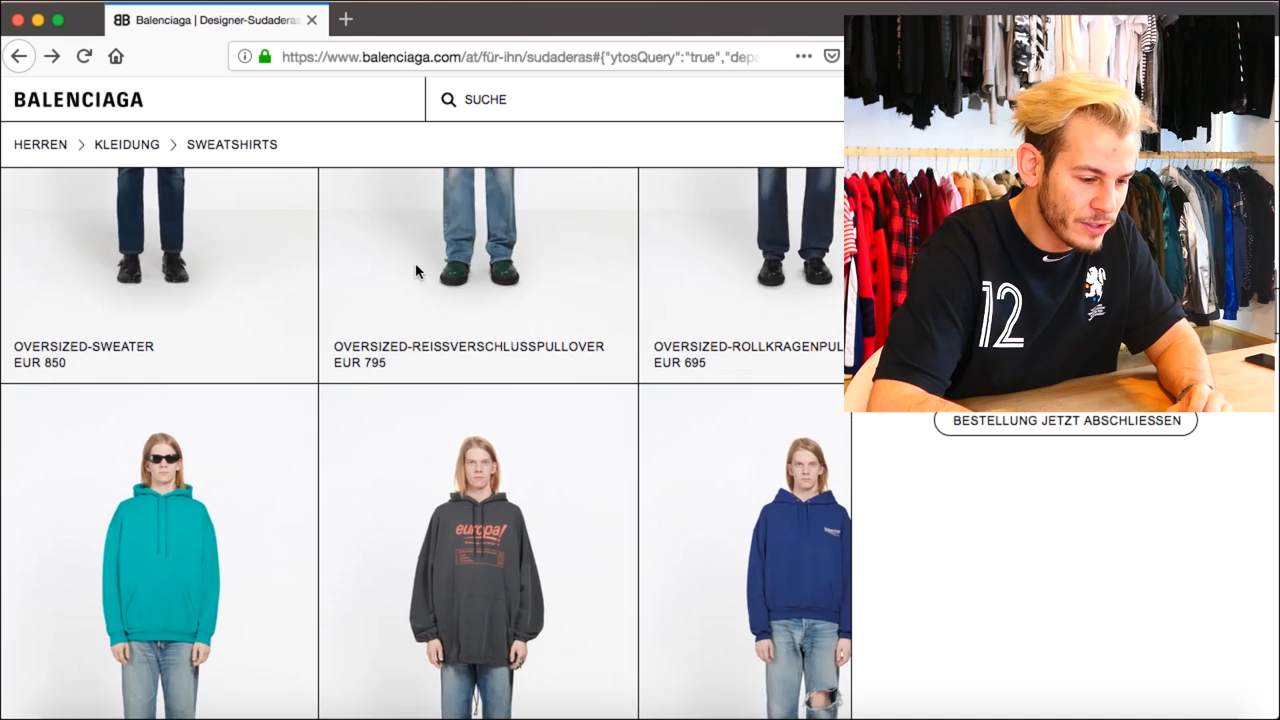 Balenciaga | Designer-Sudaderas
https://www.balenciaga.com/at/für-ihn/sudaderas#{"ytosQuery":"true","depa
BALENCIAGA
SUCHE
HERREN > KLEIDUNG > SWEATSHIRTS
OVERSIZED-SWEATER
EUR 850
OVERSIZED-REISSVERSCHLUSSPULLOVER
EUR 795
OVERSIZED-ROLLKRAGENPUL
EUR 695
12
BESTELLUNG JETZT ABSCHLIESSEN
europa!